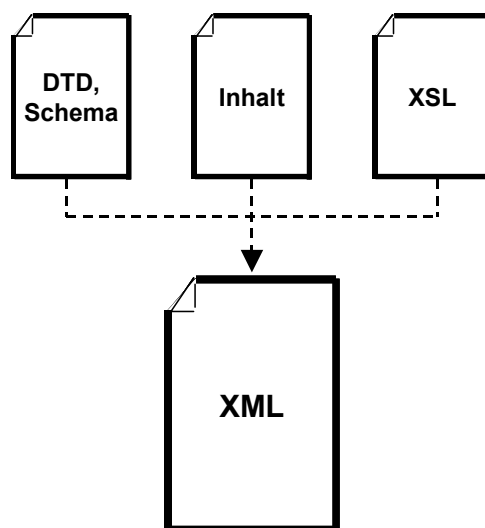 DTD,
Schema
Inhalt
XSL
XML